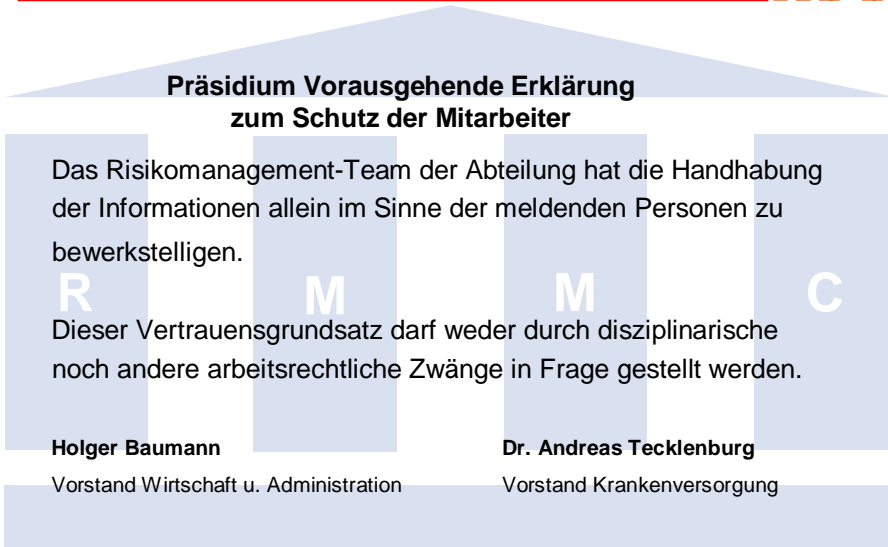 Präsidium Vorausgehende Erklärung
zum Schutz der Mitarbeiter
Das Risikomanagement-Team der Abteilung hat die Handhabung
der Informationen allein im Sinne der meldenden Personen zu
bewerkstelligen.
R M M C
Dieser Vertrauensgrundsatz darf weder durch disziplinarische
noch andere arbeitsrechtliche Zwänge in Frage gestellt werden.
Holger Baumann Dr. Andreas Tecklenburg
Vorstand Wirtschaft u. Administration Vorstand Krankenversorgung